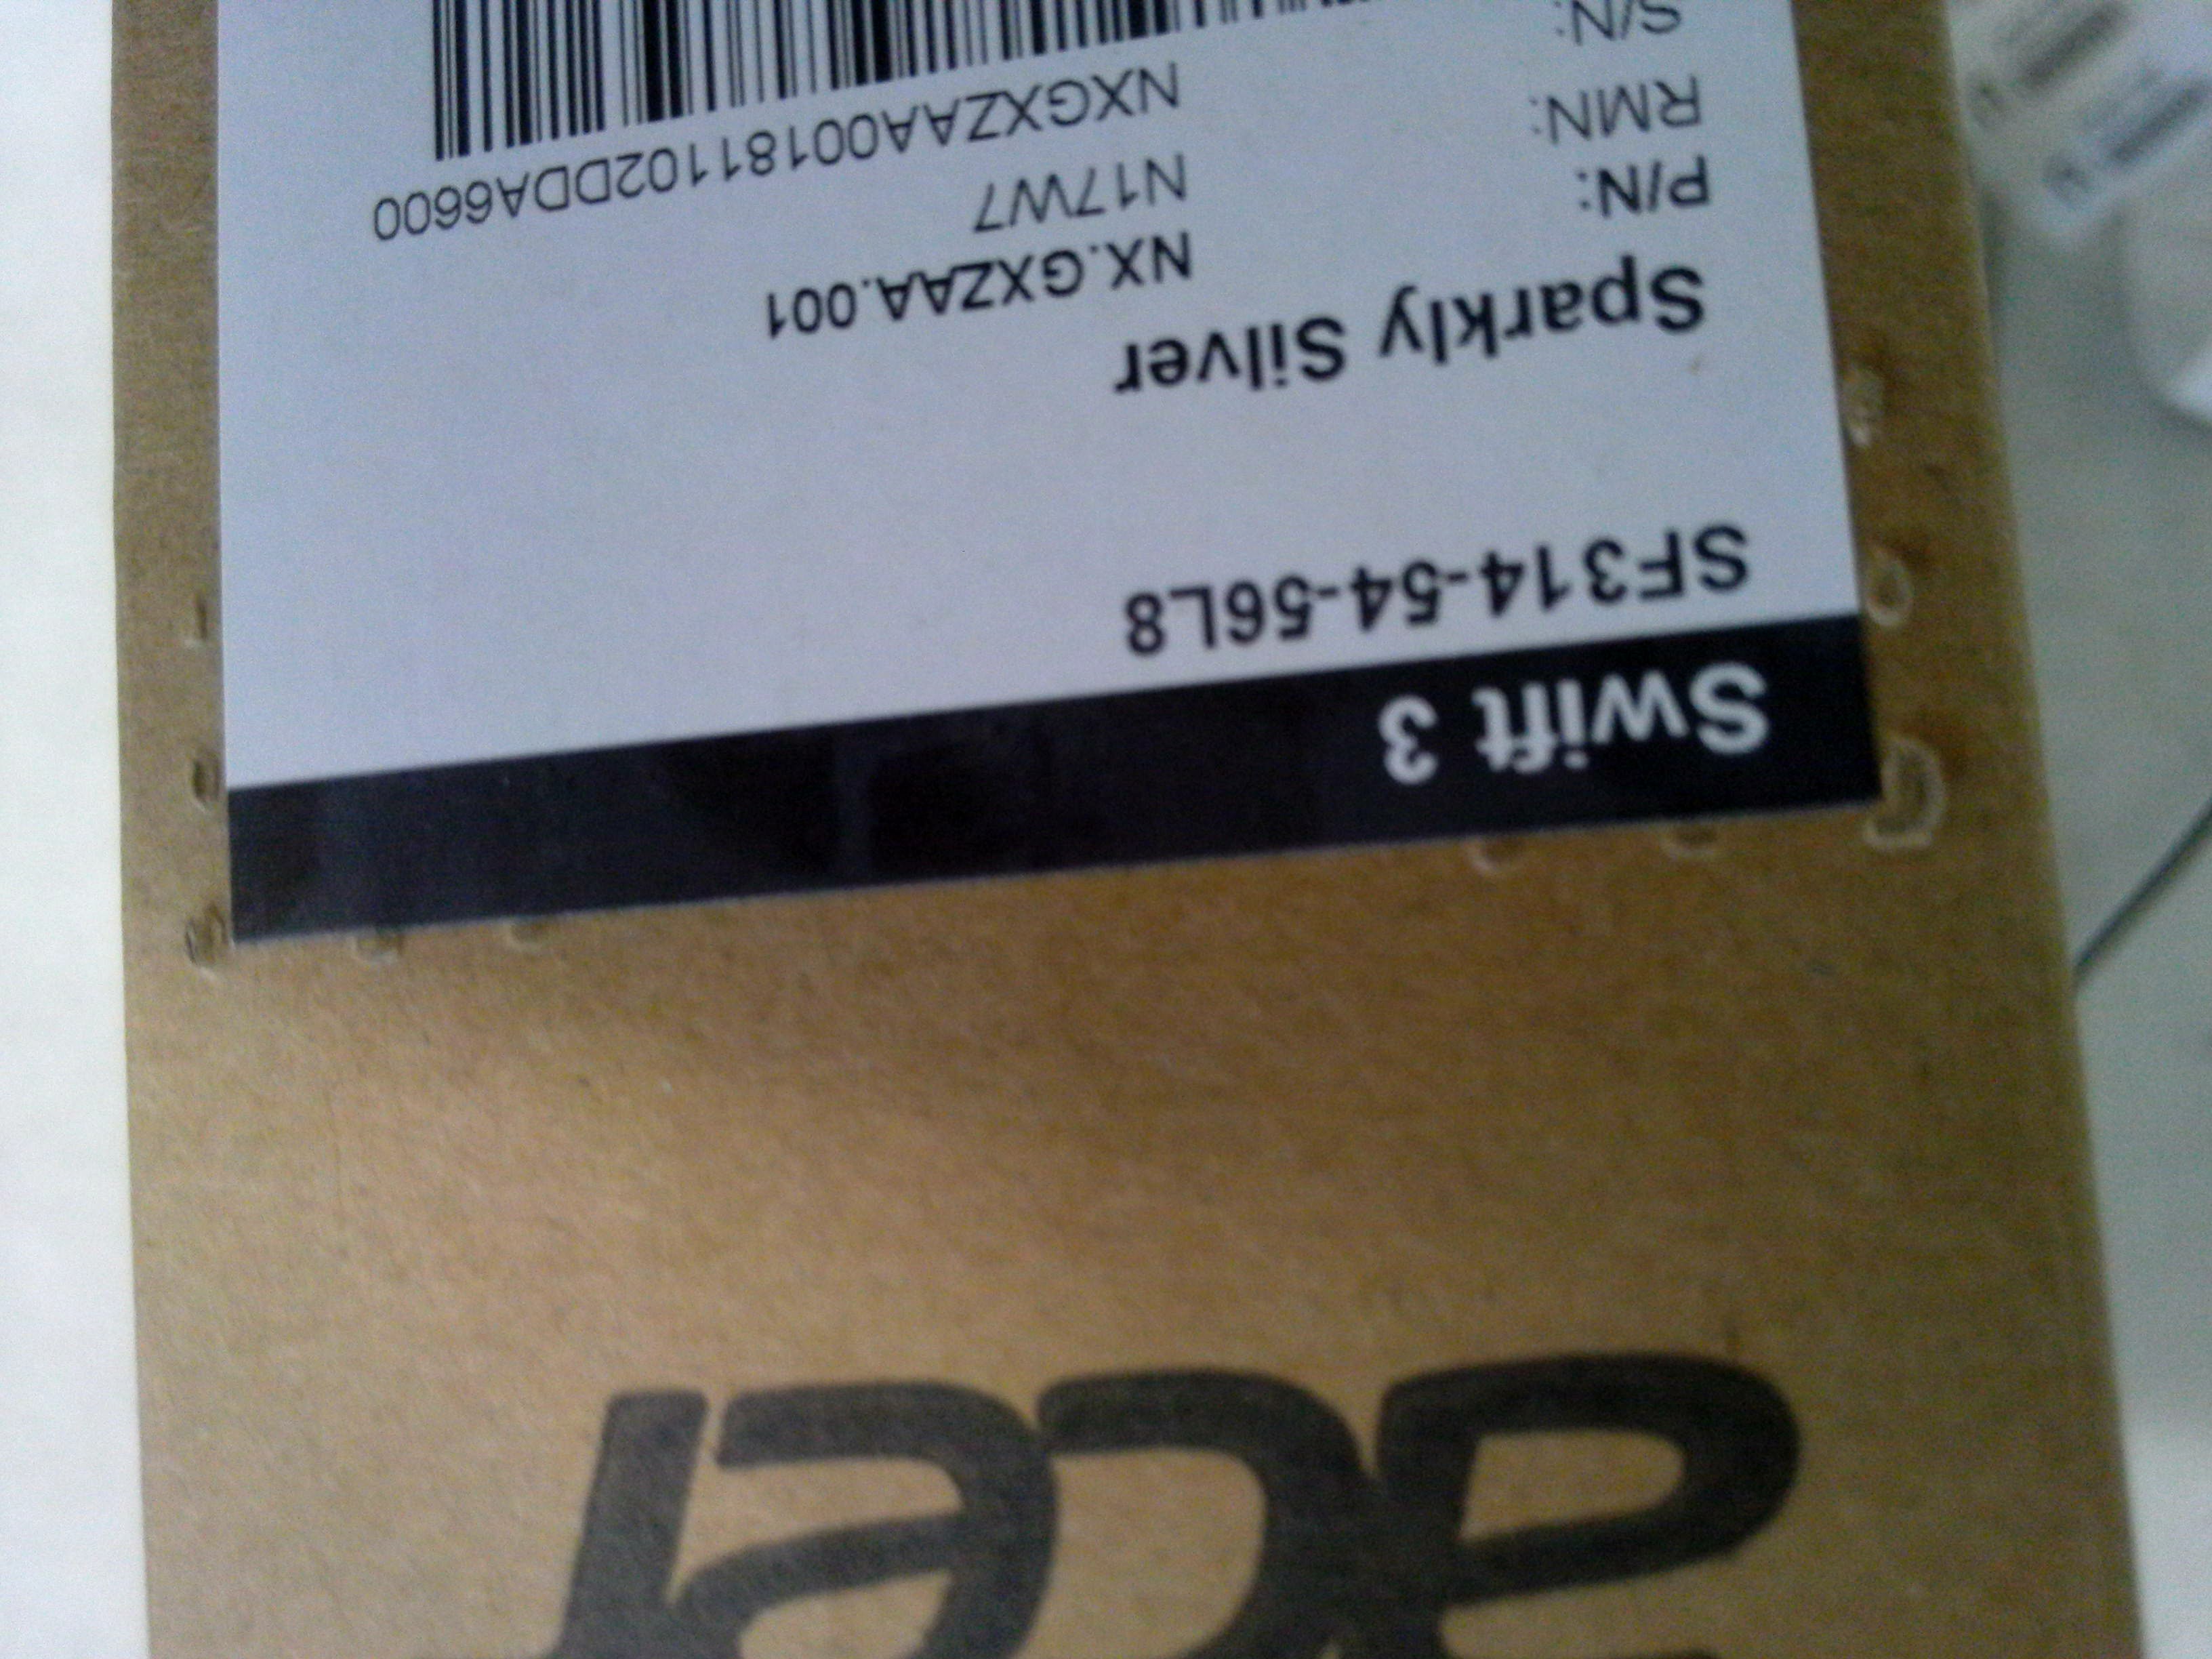 acer
Swift 3
SF314-54-56L8
Sparkly Silver
P/N: NX.GXZAA.001
RMN: N17W7
S/N: NXGXZAA00181102DDA6600